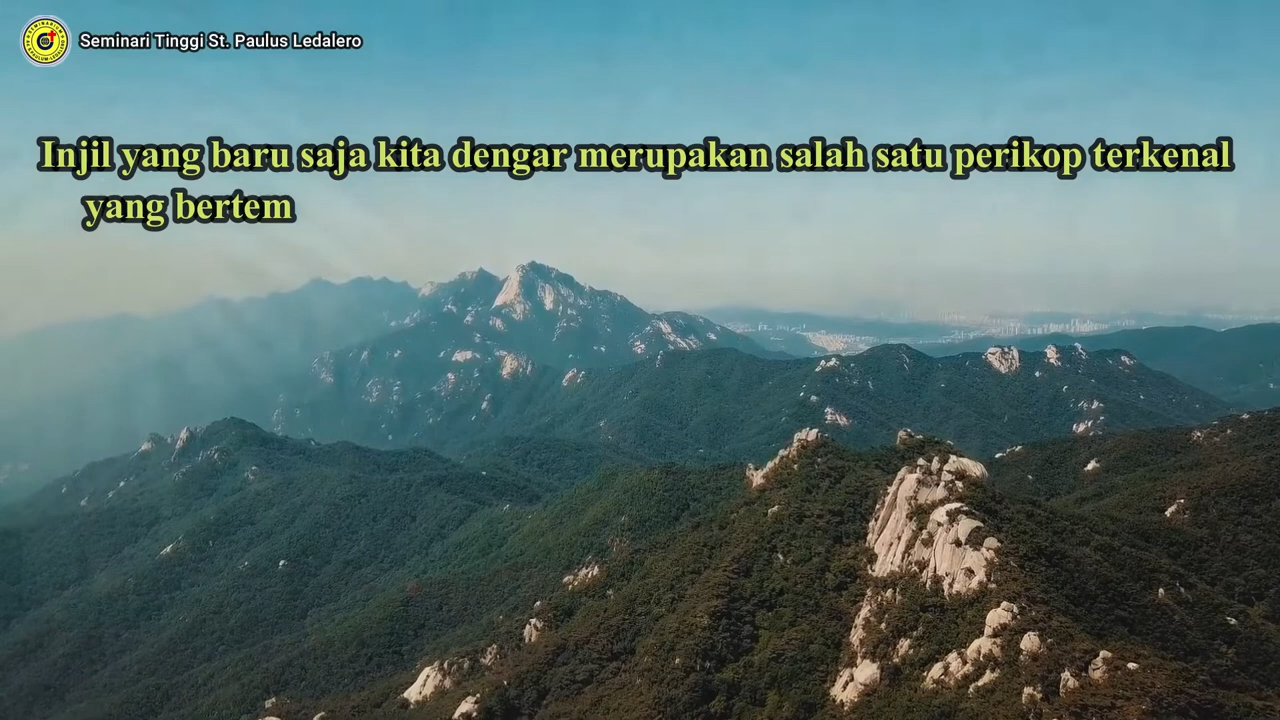 Seminari Tinggi St. Paulus Ledalero
Injil yang baru saja kita dengar merupakan salah satu perikop terkenal
yang bertem